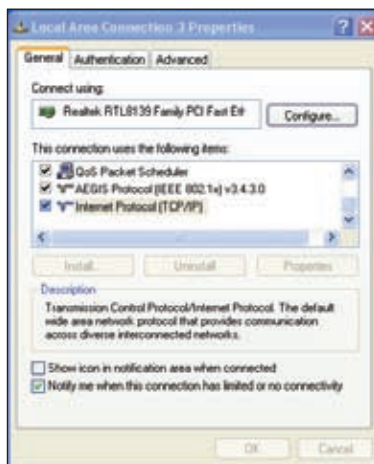 Local Area Connection 3 Properties
General Authentication Advanced
Connect using:
Realtek RTL8139 Family PCI Fast Eth
Configure...
This connection uses the following items:
QoS Packet Scheduler
AEGIS Protocol (IEEE 802.1x) v3.4.3.0
Internet Protocol (TCP/IP)
Install... Uninstall Properties
Description
Transmission Control Protocol/Internet Protocol. The default
wide area network protocol that provides communication
across diverse interconnected networks.
Show icon in notification area when connected
Notify me when this connection has limited or no connectivity
OK Cancel